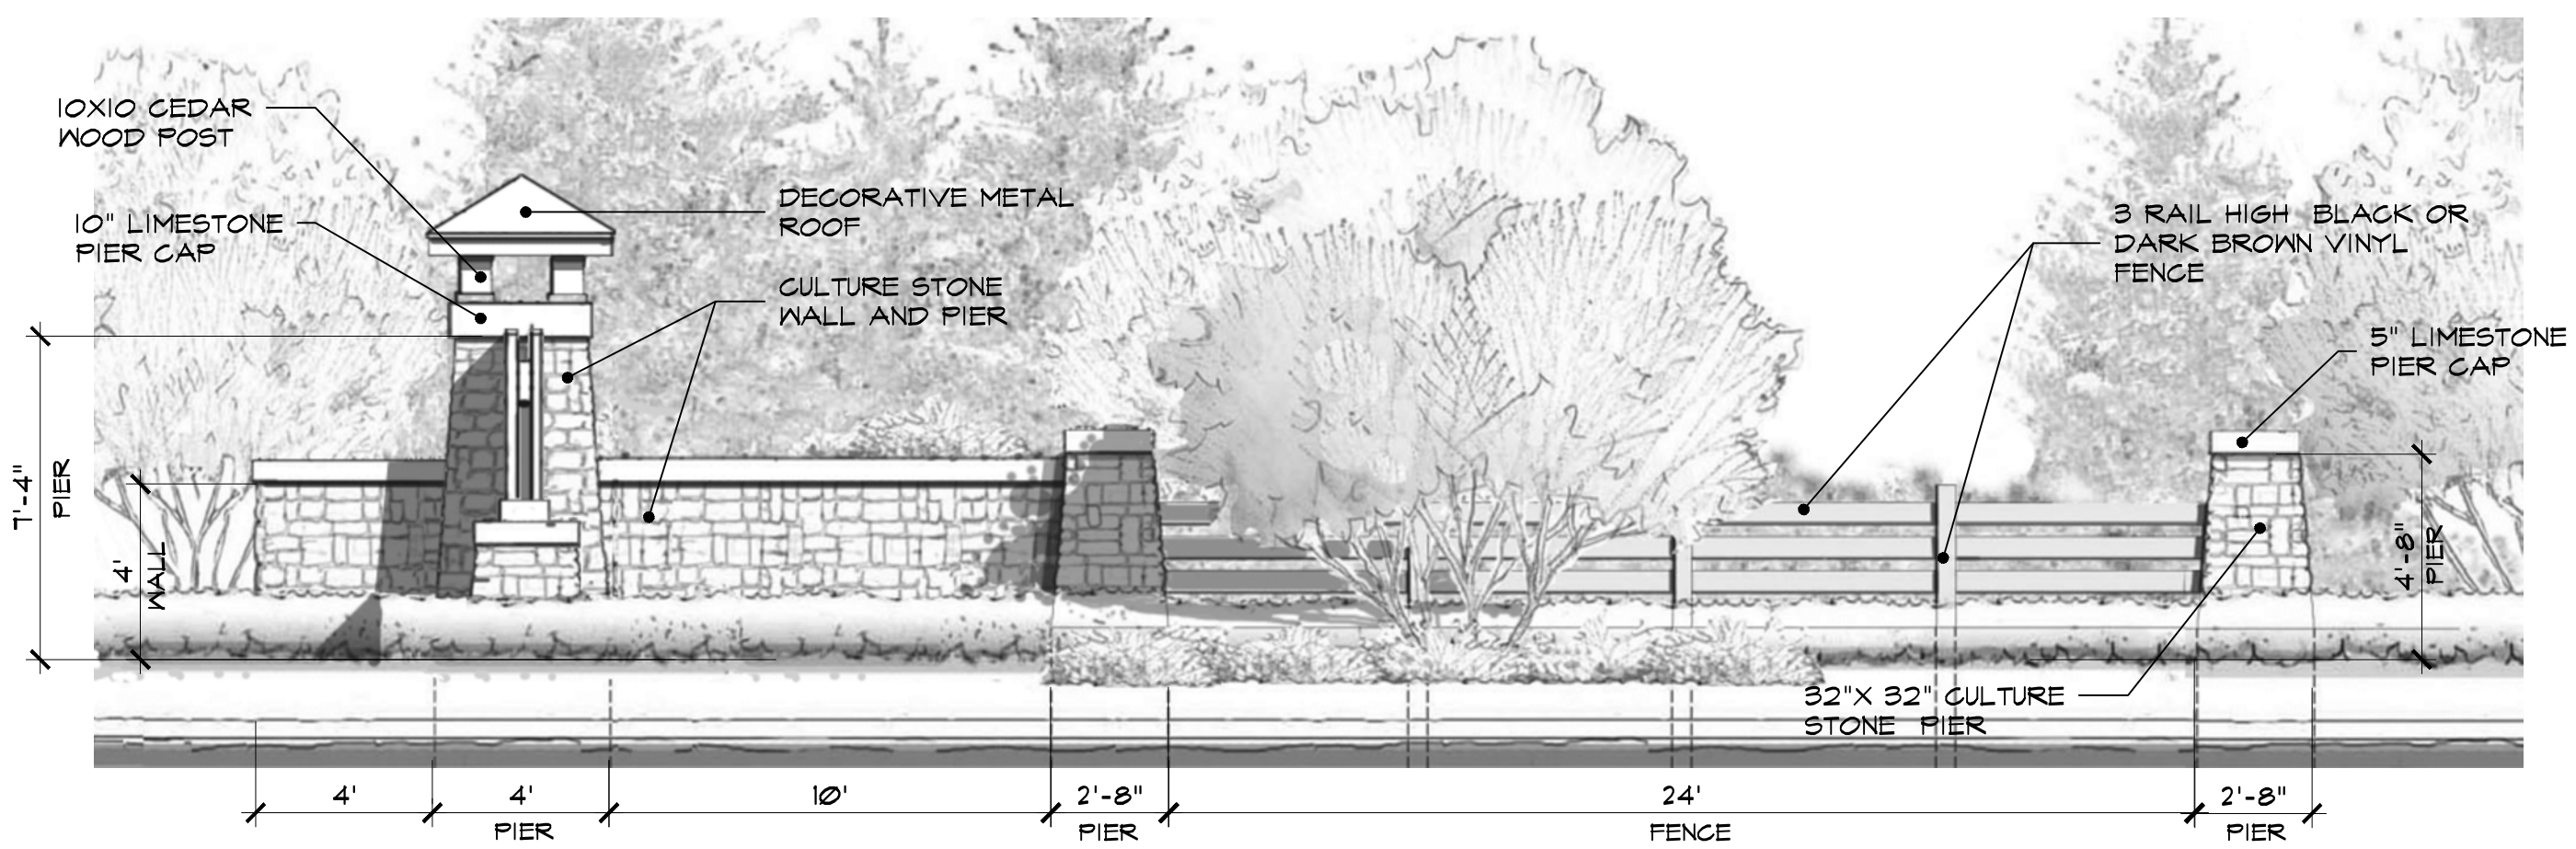 10X10 CEDAR
WOOD POST
10" LIMESTONE
PIER CAP
DECORATIVE METAL
ROOF
CULTURE STONE
WALL AND PIER
3 RAIL HIGH BLACK OR
DARK BROWN VINYL
FENCE
5" LIMESTONE
PIER CAP
7'-4"
PIER
4'
WALL
4'-8"
PIER
32"X 32" CULTURE
STONE PIER
4'
4'
PIER
10'
2'-8"
PIER
24'
FENCE
2'-8"
PIER